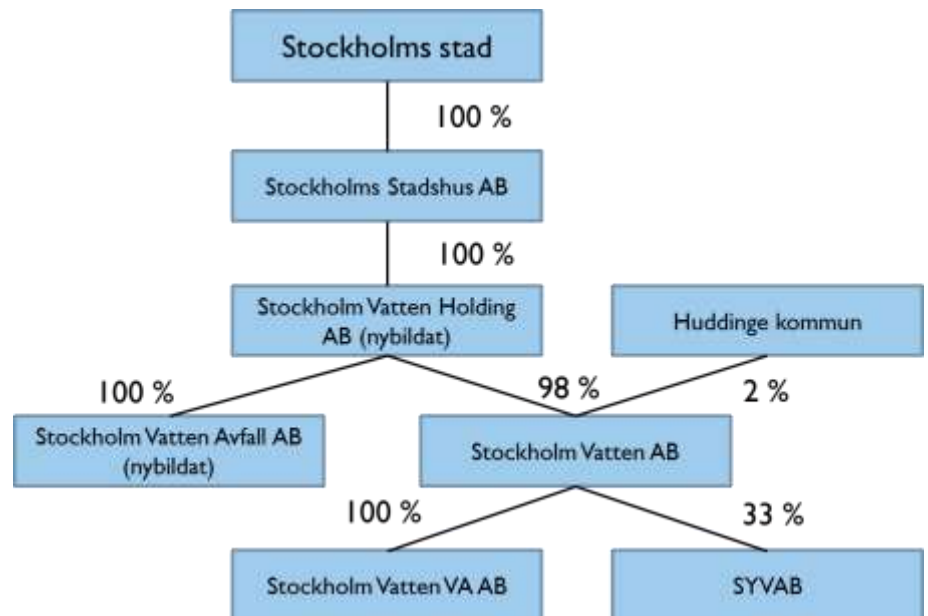 Stockholms stad
100 %
Stockholms Stadshus AB
100 %
Stockholm Vatten Holding
AB (nybildat)
Huddinge kommun
100 %
98 %
2 %
Stockholm Vatten Avfall AB
(nybildat)
Stockholm Vatten AB
100 %
33 %
Stockholm Vatten VA AB
SYVAB